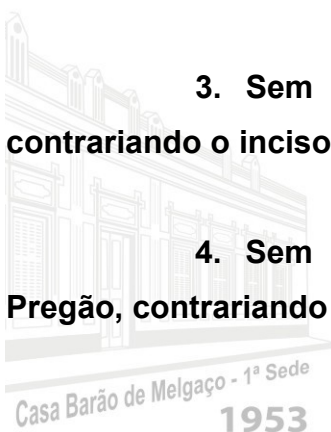 3. Sem
contrariando o inciso
4. Sem
Pregão, contrariando
Casa Barão de Melgaço - 1ª Sede
1953